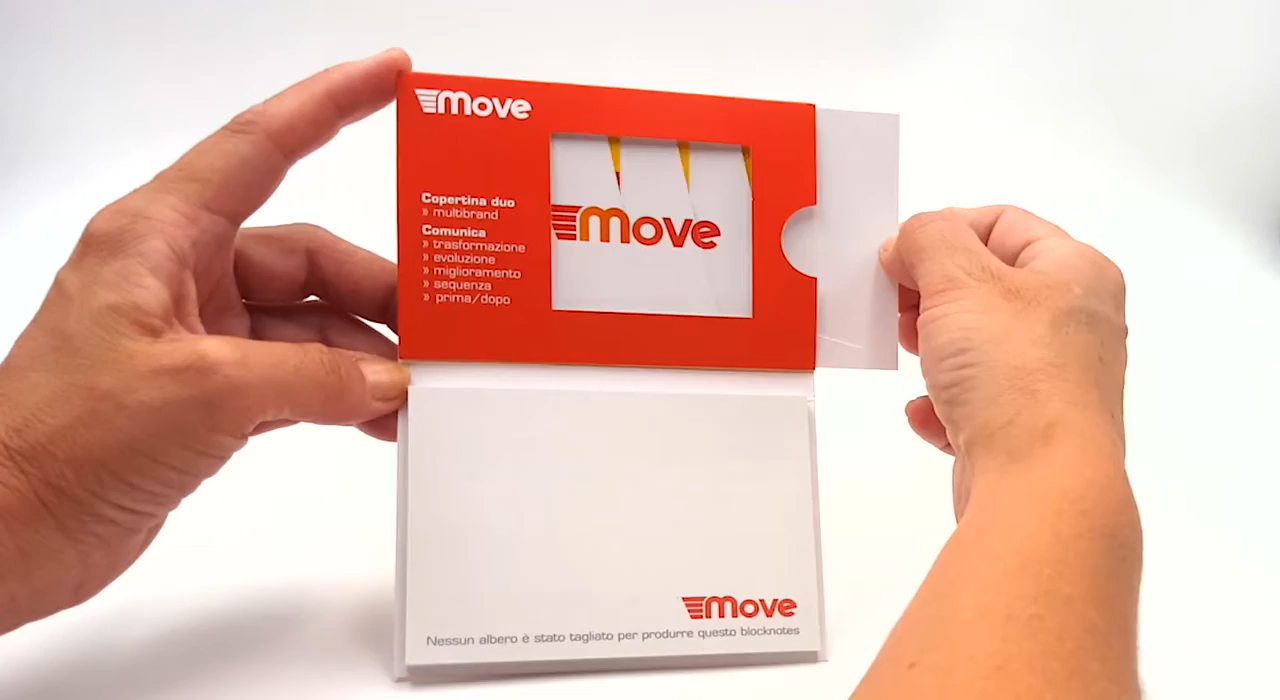 move
Copertina duo
» multibrand
Comunica
» trasformazione
» evoluzione
» miglioramento
» sequenza
» prima/dopo
move
move
Nessun albero è stato tagliato per produrre questo blocknotes